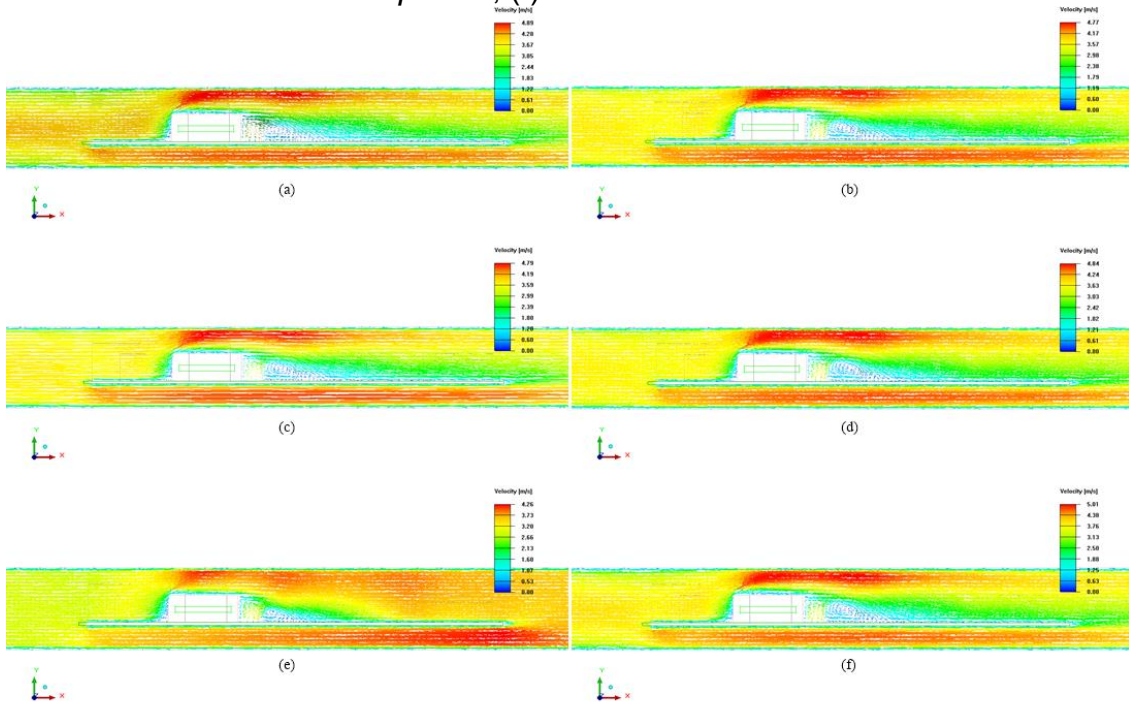 Velocity [m/s]
4.89
4.28
3.67
3.05
2.44
1.83
1.22
0.61
0.00
(a)
Y
X
Velocity [m/s]
4.77
4.17
3.57
2.98
2.38
1.79
1.19
0.60
0.00
(b)
Y
X
Velocity [m/s]
4.79
4.19
3.59
2.99
2.39
1.80
1.20
0.60
0.00
(c)
Y
X
Velocity [m/s]
4.84
4.24
3.63
3.03
2.42
1.82
1.21
0.61
0.00
(d)
Y
X
Velocity [m/s]
4.26
3.73
3.20
2.66
2.13
1.60
1.07
0.53
0.00
(e)
Y
X
Velocity [m/s]
5.01
4.38
3.76
3.13
2.50
1.88
1.25
0.63
0.00
(f)
Y
X